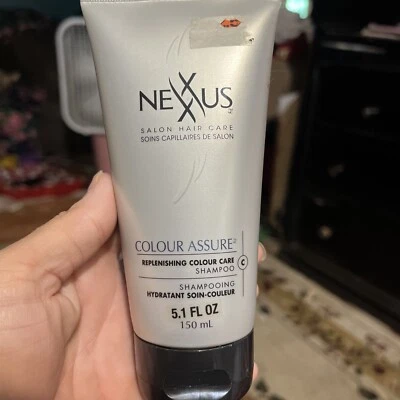 NEXXUS
SALON HAIR CARE
SOINS CAPILLAIRES DE SALON
COLOUR ASSURE
REPLENISHING COLOUR CARE
SHAMPOO
C
SHAMPOOING
HYDRATANT SOIN-COULEUR
5.1 FL OZ
150 mL